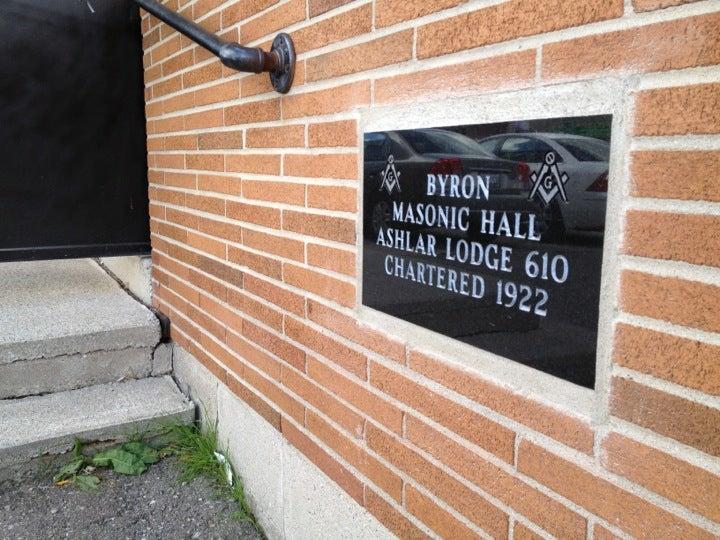 BYRON
MASONIC HALL
ASHLAR LODGE 610
CHARTERED 1922
G
G